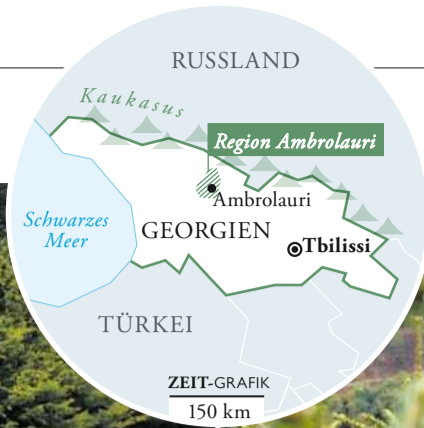 RUSSLAND
Kaukasus
Region Ambrolauri
Ambrolauri
Schwarzes
Meer
GEORGIEN
Tbilissi
TÜRKEI
ZEIT-GRAFIK
150 km